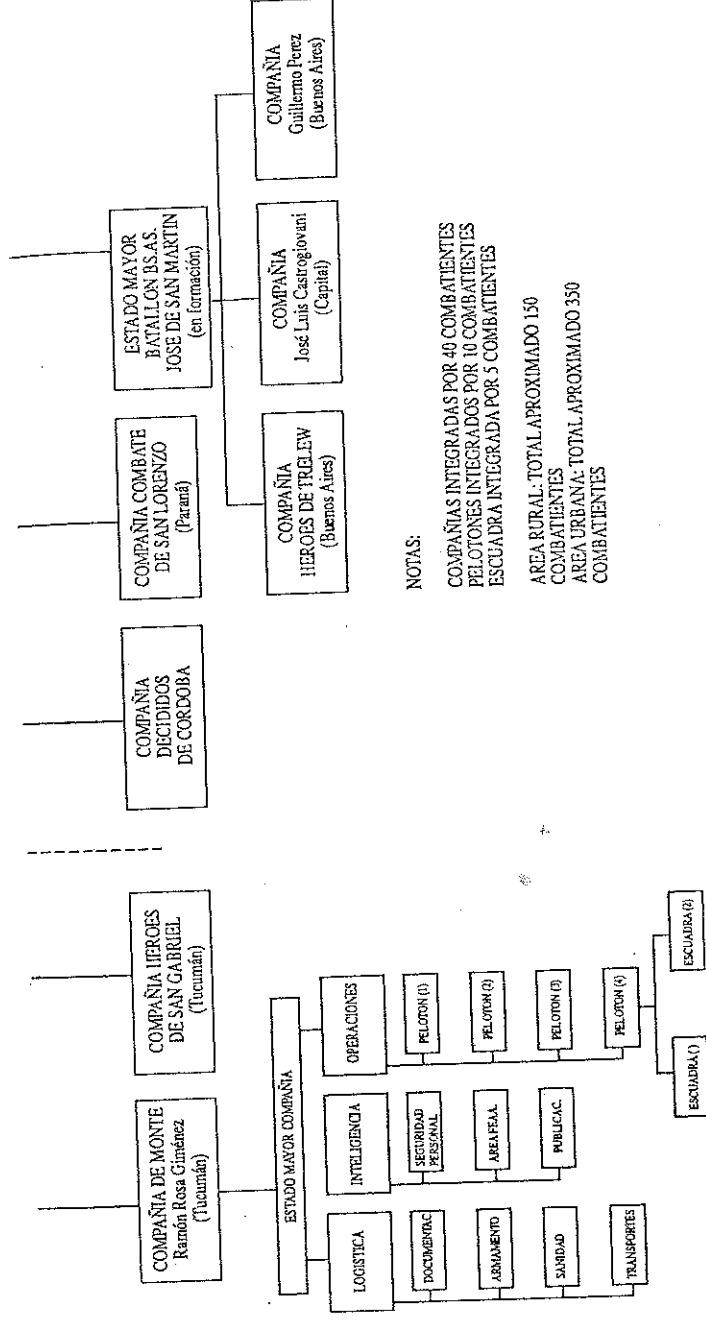 COMPAÑIA DE MONTE
Ramón Rosa Giménez
(Tucumán)
COMPAÑIA HEROES
DE SAN GABRIEL
(Tucumán)
COMPAÑIA
DECIDIDOS
DE CORDOBA
COMPAÑIA COMBATE
DE SAN LORENZO
(Paraná)
ESTADO MAYOR
BATALLON BS.AS.
JOSE DE SAN MARTIN
(en formación)
COMPAÑIA
HEROES DE TRELEW
(Buenos Aires)
COMPAÑIA
José Luis Castrogiovani
(Capital)
COMPAÑIA
Guillermo Perez
(Buenos Aires)
ESTADO MAYOR COMPAÑIA
LOGISTICA
DOCUMENTAC
ARMAMENTO
SANIDAD
TRANSPORTES
INTELIGENCIA
SEGURIDAD
PERSONAL
AREA FF.AA.
PUBLICAC.
OPERACIONES
PELOTON (1)
PELOTON (2)
PELOTON (3)
PELOTON (4)
ESCUADRA ( )
ESCUADRA (2)
NOTAS:
COMPAÑIAS INTEGRADAS POR 40 COMBATIENTES
PELOTONES INTEGRADOS POR 10 COMBATIENTES
ESCUADRA INTEGRADA POR 5 COMBATIENTES
AREA RURAL: TOTAL APROXIMADO 150
COMBATIENTES
AREA URBANA: TOTAL APROXIMADO 350
COMBATIENTES